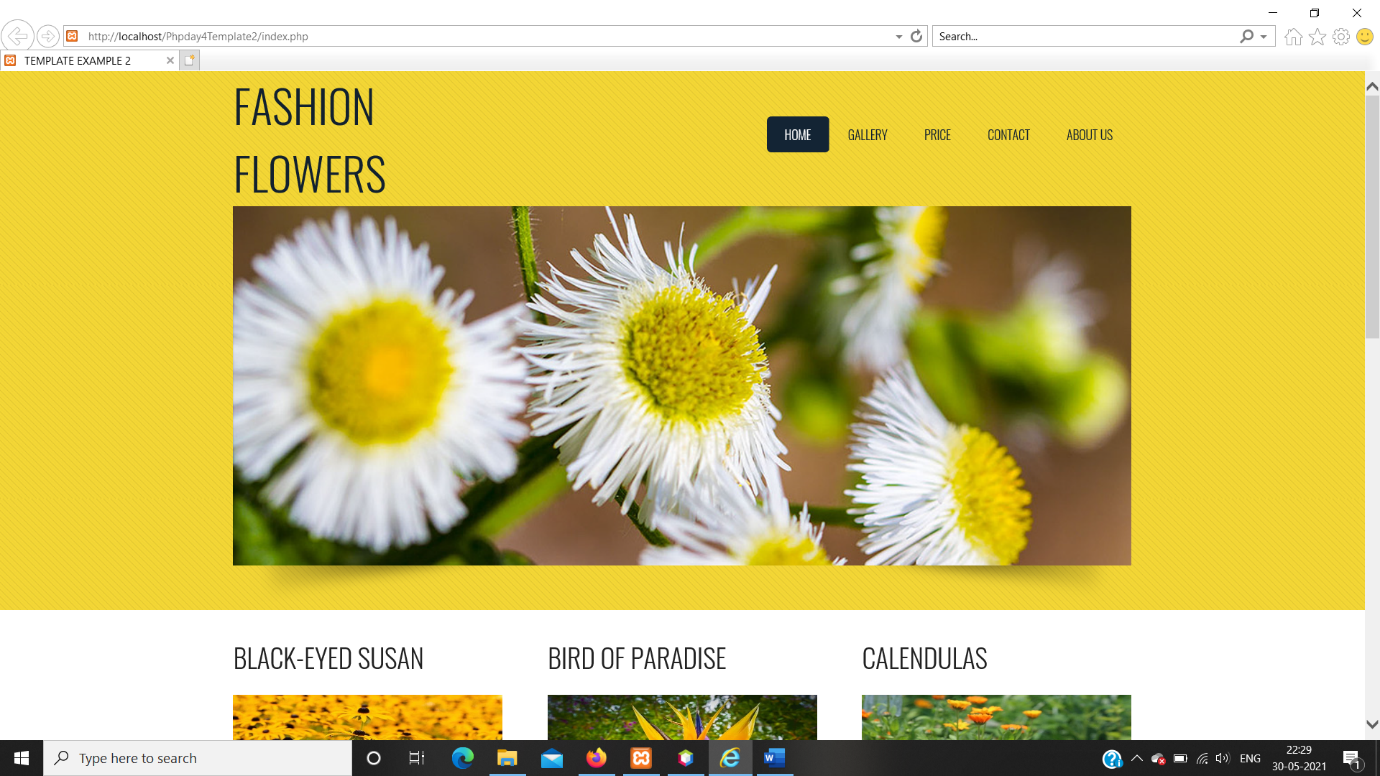 http://localhost/Phpday4Template2/index.php
Search...
TEMPLATE EXAMPLE 2
FASHION
FLOWERS
HOME GALLERY PRICE CONTACT ABOUT US
BLACK-EYED SUSAN BIRD OF PARADISE CALENDULAS
Type here to search
ENG
22:29
30-05-2021
1